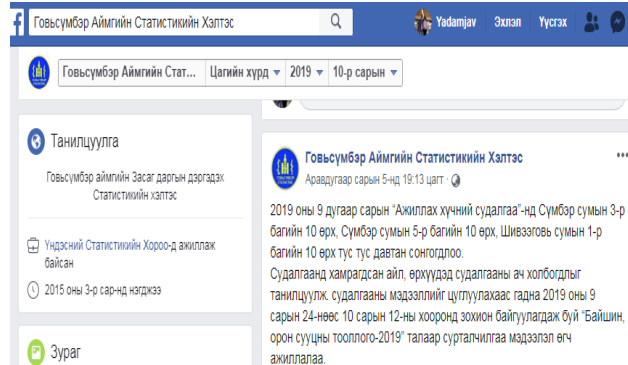 Говьсүмбэр Аймгийн Статистикийн Хэлтэс
Yadamjav Эхлэл Үүсгэх
Говьсүмбэр Аймгийн Стат... Цагийн хүрд 2019 10-р сарын
Танилцуулга
Говьсүмбэр аймгийн Засаг даргын дэргэдэх
Статистикийн хэлтэс
Үндэсний Статистикийн Хороо-д ажиллаж
байсан
2015 оны 3-р сар-нд нэгджээ
Зураг
Говьсүмбэр Аймгийн Статистикийн Хэлтэс
Аравдугаар сарын 5-нд 19:13 цагт ·
2019 оны 9 дугаар сарын “Ажиллах хүчний судалгаа”-нд Сүмбэр сумын 3-р
багийн 10 өрх, Сүмбэр сумын 5-р багийн 10 өрх, Шивээговь сумын 1-р
багийн 10 өрх тус тус давтан сонгогдлоо.
Судалгаанд хамрагдсан айл, өрхүүдэд судалгааны ач холбогдлыг
танилцуулж. судалгааны мэдээллийг цуглуулахаас гадна 2019 оны 9
сарын 24-нөөс 10 сарын 12-ны хооронд зохион байгуулагдаж буй “Байшин,
орон сууцны тооллого-2019” талаар сурталчилгаа мэдээлэл өгч
ажиллалаа.